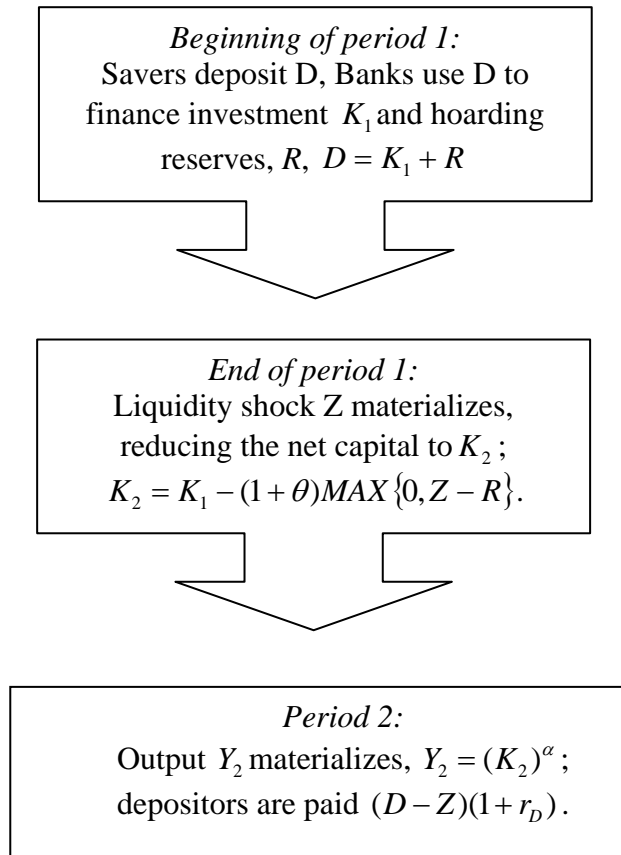 Beginning of period 1:
Savers deposit D, Banks use D to
finance investment K₁ and hoarding
reserves, R, D = K₁ + R
End of period 1:
Liquidity shock Z materializes,
reducing the net capital to K₂ ;
K₂ = K₁ − (1 + θ)MAX{0, Z − R}.
Period 2:
Output Y₂ materializes, Y₂ = (K₂)^α ;
depositors are paid (D − Z)(1 + r_D) .